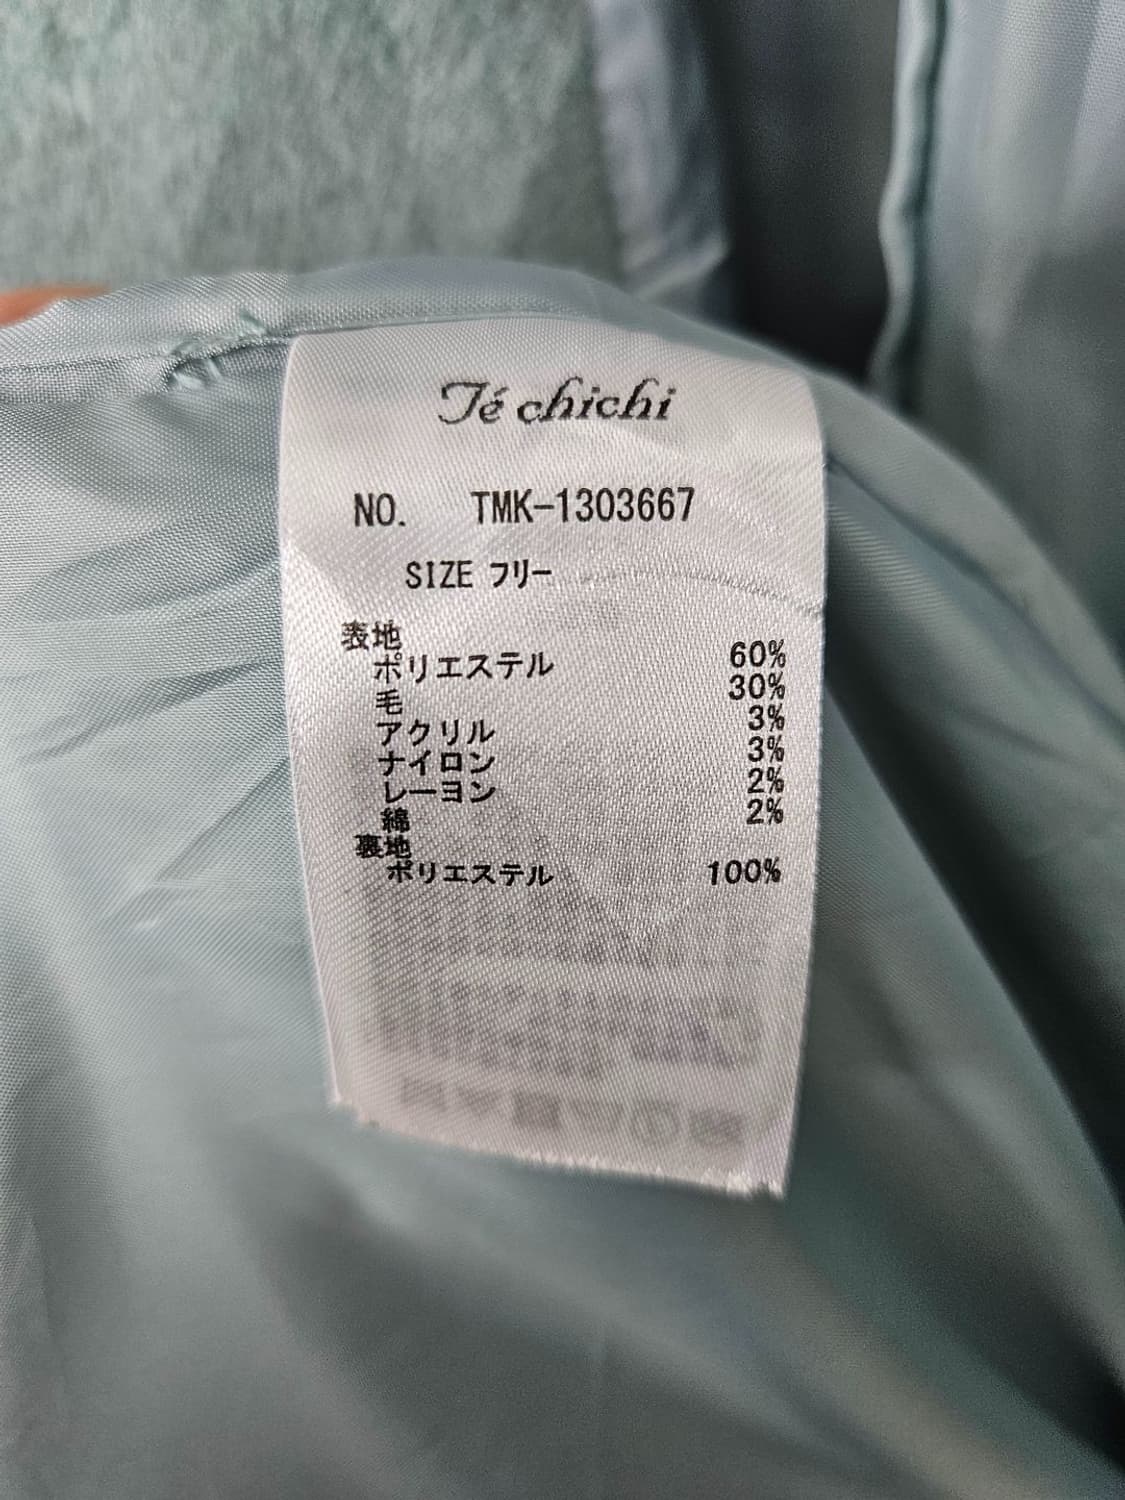 Té chichi
NO. TMK-1303667
SIZE フリー
表地
ポリエステル 60%
毛 30%
アクリル 3%
ナイロン 3%
レーヨン 2%
綿 2%
裏地
ポリエステル 100%